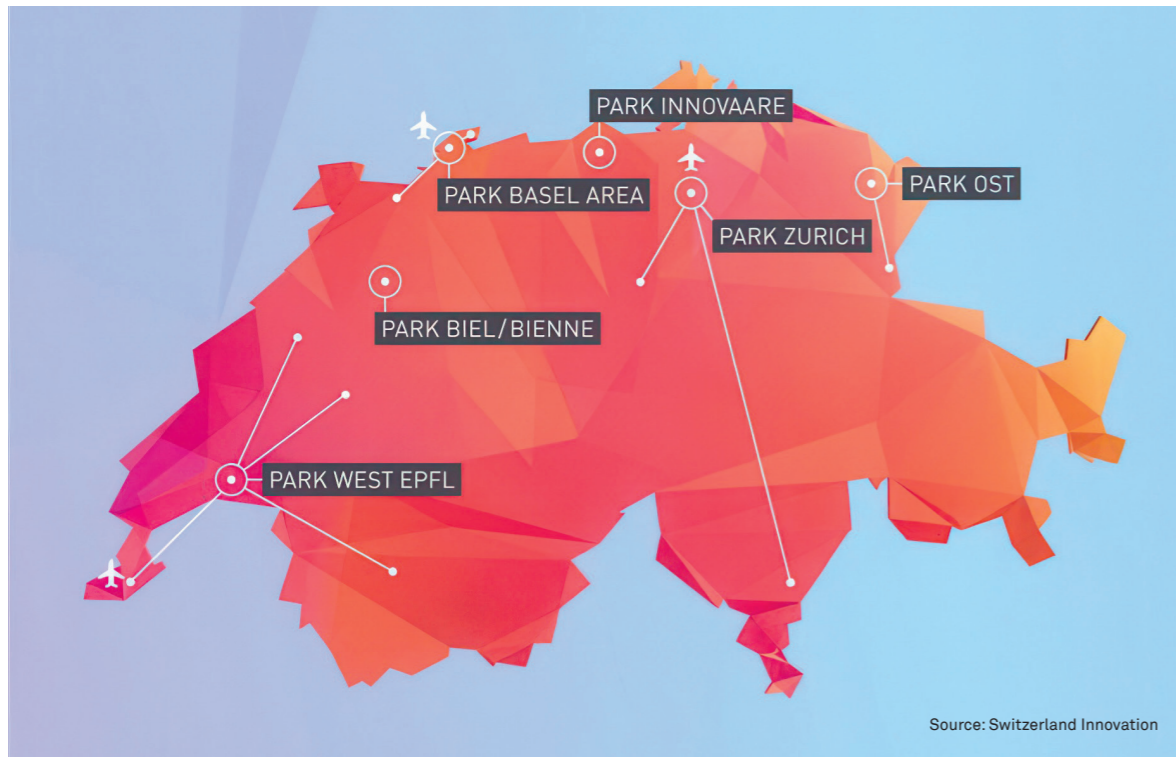 PARK INNOVAARE
PARK BASEL AREA
PARK OST
PARK ZURICH
PARK BIEL/BIENNE
PARK WEST EPFL
Source: Switzerland Innovation